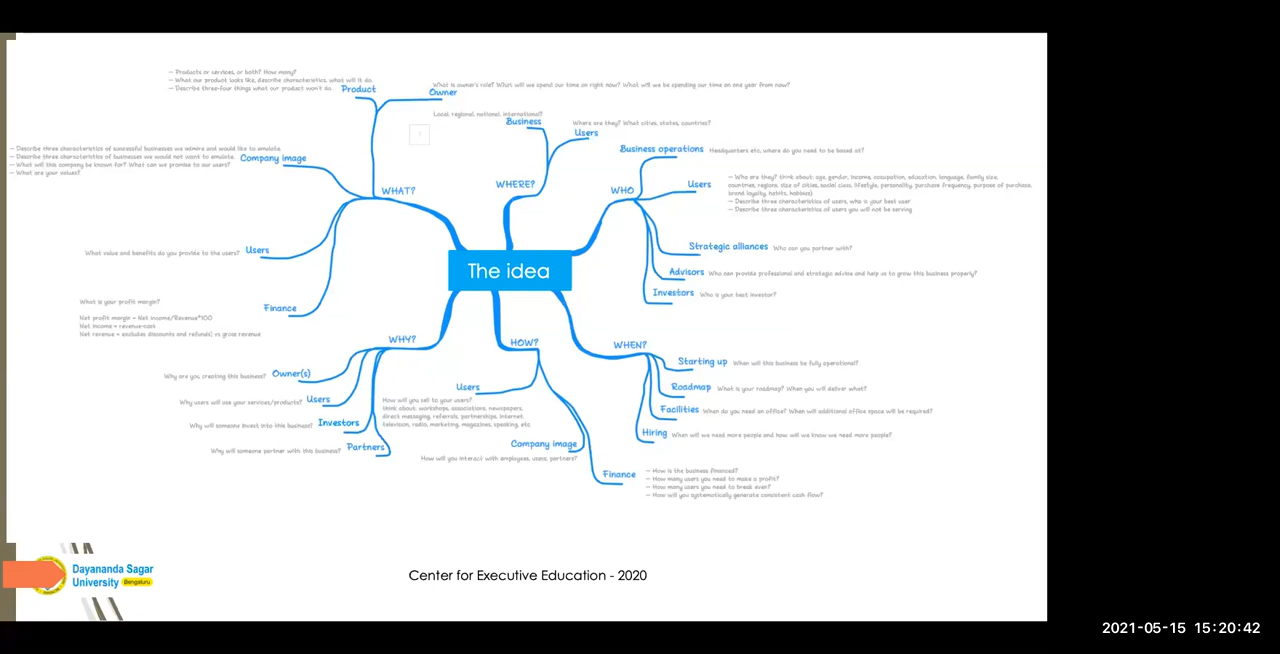 — Products or services, or both? How many?
— What our product looks like, describe characteristics, what will it do.
— Describe three-four things what our product won't do.
Product
What is owner's role? What will we spend our time on right now? What will we be spending our time on one year from now?
Owner
Local, regional, national, international?
Business
Where are they? What cities, states, countries?
Users
— Describe three characteristics of successful businesses we admire and would like to emulate.
— Describe three characteristics of businesses we would not want to emulate.
— What will this company be known for? What can we promise to our users?
— What are your values?
Company image
Business operations
Headquarters etc, where do you need to be based at?
WHAT?
WHERE?
WHO
Users
— Who are they? think about: age, gender, income, occupation, education, language, family size,
countries, regions, size of cities, social class, lifestyle, personality, purchase frequency, purpose of purchase,
brand loyalty, habits, hobbies)
— Describe three characteristics of users, who is your best user
— Describe three characteristics of users you will not be serving
What value and benefits do you provide to the users?
Users
Strategic alliances
Who our you partner with?
The idea
Advisors
Who can provide professional and strategic advice and help us to grow this business properly?
Investors
Who is your best investor?
What is your profit margin?
Net profit margin = Net income/Revenue*100
Net income = revenue-cost
Net revenue = excludes discounts and refunds) vs gross revenue
Finance
WHY?
HOW?
WHEN?
Why are you creating this business?
Owner(s)
Why users will use your services/products?
Users
Why will someone invest into this business?
Investors
Why will someone partner with this business?
Partners
Users
How will you sell to your users?
think about: workshops, associations, newspapers,
direct messaging, referrals, partnerships, internet,
television, radio, marketing, magazines, speaking, etc
Company image
How will you interact with employees, users, partners?
Finance
— How is the business financed?
— How many users you need to make a profit?
— How many users you need to break even?
— How will you systematically generate consistent cash flow?
Starting up
When will this business to fully operational?
Roadmap
What is your roadmap? When you will deliver what?
Facilities
When do you need an office? When will additional office space will be required?
Hiring
When will we need more people and how will we know we need more people?
Dayananda Sagar
University
Bengaluru
Center for Executive Education - 2020
2021-05-15 15:20:42